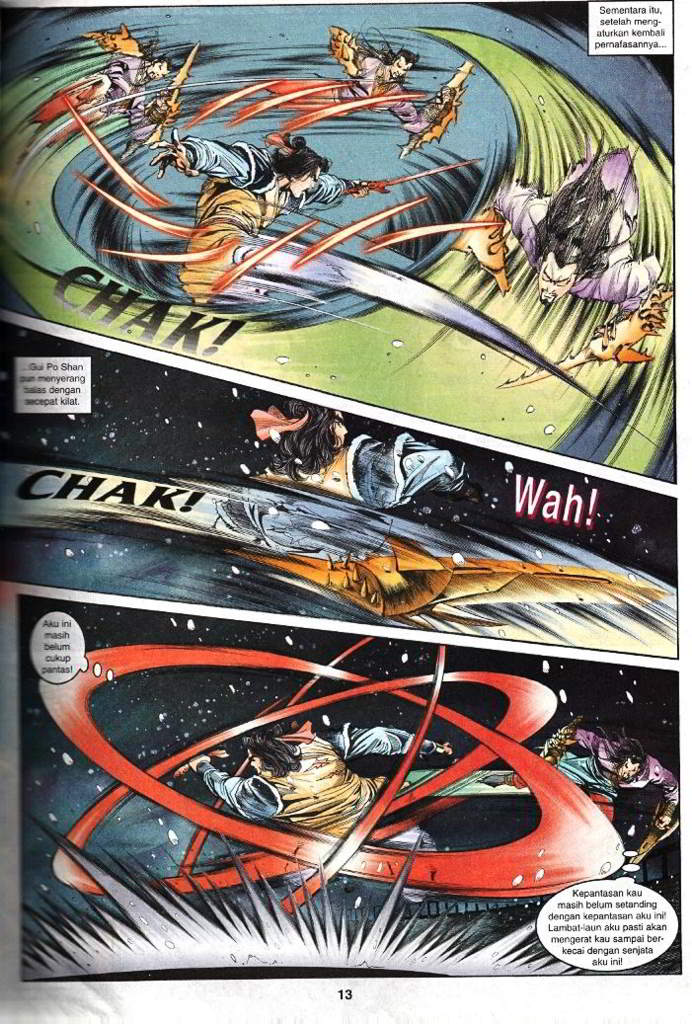 Sementara itu,
setelah meng-
aturkan kembali
pernafasannya...
CHAK!
...Gui Po Shan
pun menyerang
balas dengan
secepat kilat.
CHAK!
Wah!
Aku ini
masih
belum
cukup
pantas!
Kepantasan kau
masih belum setanding
dengan kepantasan aku ini!
Lambat-laun aku pasti akan
mengerat kau sampai ber-
kecai dengan senjata
aku ini!
13